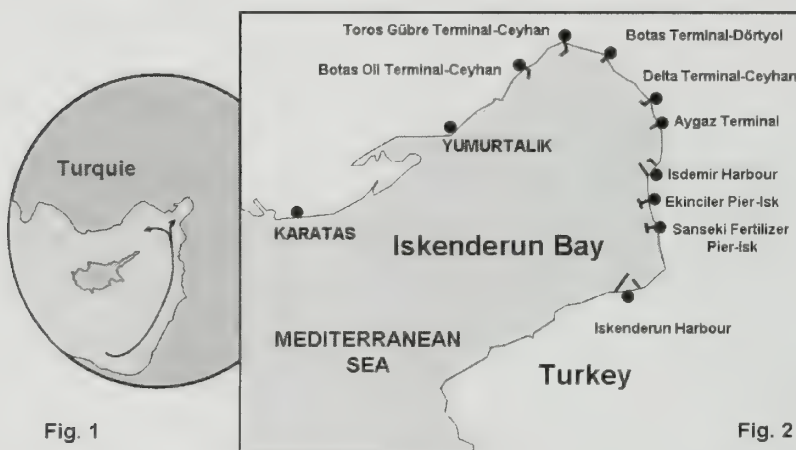 Turquie
Fig. 1
Toros Gübre Terminal-Ceyhan
Botas Terminal-Dörtyol
Botas Oil Terminal-Ceyhan
Delta Terminal-Ceyhan
Aygaz Terminal
YUMURTALIK
Isdemir Harbour
Ekinciler Pier-Isk
KARATAS
Sanseki Fertilizer
Pier-Isk
Iskenderun Bay
Iskenderun Harbour
MEDITERRANEAN
SEA
Turkey
Fig. 2